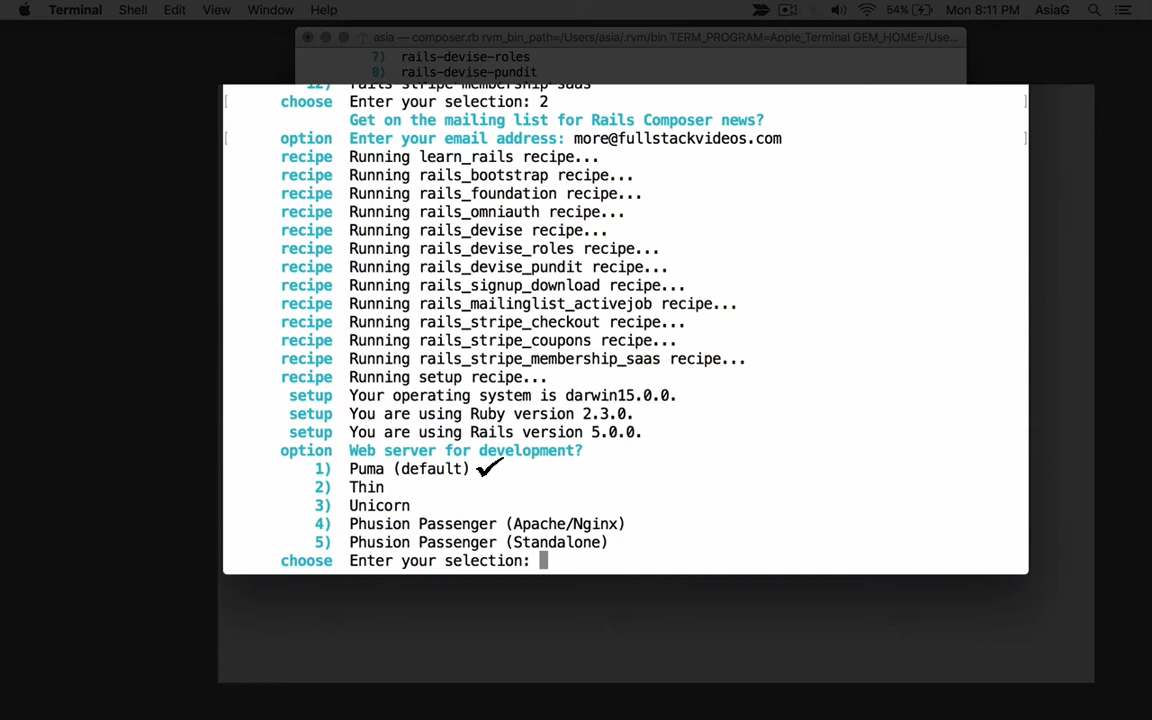 Terminal Shell Edit View Window Help 54% Mon 8:11 PM AsiaG
asia — composer.rb rvm_bin_path=/Users/asia/.rvm/bin TERM_PROGRAM=Apple_Terminal GEM_HOME=/Use...
7) rails-devise-roles
8) rails-devise-pundit
12) rails-stripe-membership-saas
choose Enter your selection: 2
Get on the mailing list for Rails Composer news?
option Enter your email address: more@fullstackvideos.com
recipe Running learn_rails recipe...
recipe Running rails_bootstrap recipe...
recipe Running rails_foundation recipe...
recipe Running rails_omniauth recipe...
recipe Running rails_devise recipe...
recipe Running rails_devise_roles recipe...
recipe Running rails_devise_pundit recipe...
recipe Running rails_signup_download recipe...
recipe Running rails_mailinglist_activejob recipe...
recipe Running rails_stripe_checkout recipe...
recipe Running rails_stripe_coupons recipe...
recipe Running rails_stripe_membership_saas recipe...
recipe Running setup recipe...
setup Your operating system is darwin15.0.0.
setup You are using Ruby version 2.3.0.
setup You are using Rails version 5.0.0.
option Web server for development?
1) Puma (default)
2) Thin
3) Unicorn
4) Phusion Passenger (Apache/Nginx)
5) Phusion Passenger (Standalone)
choose Enter your selection: